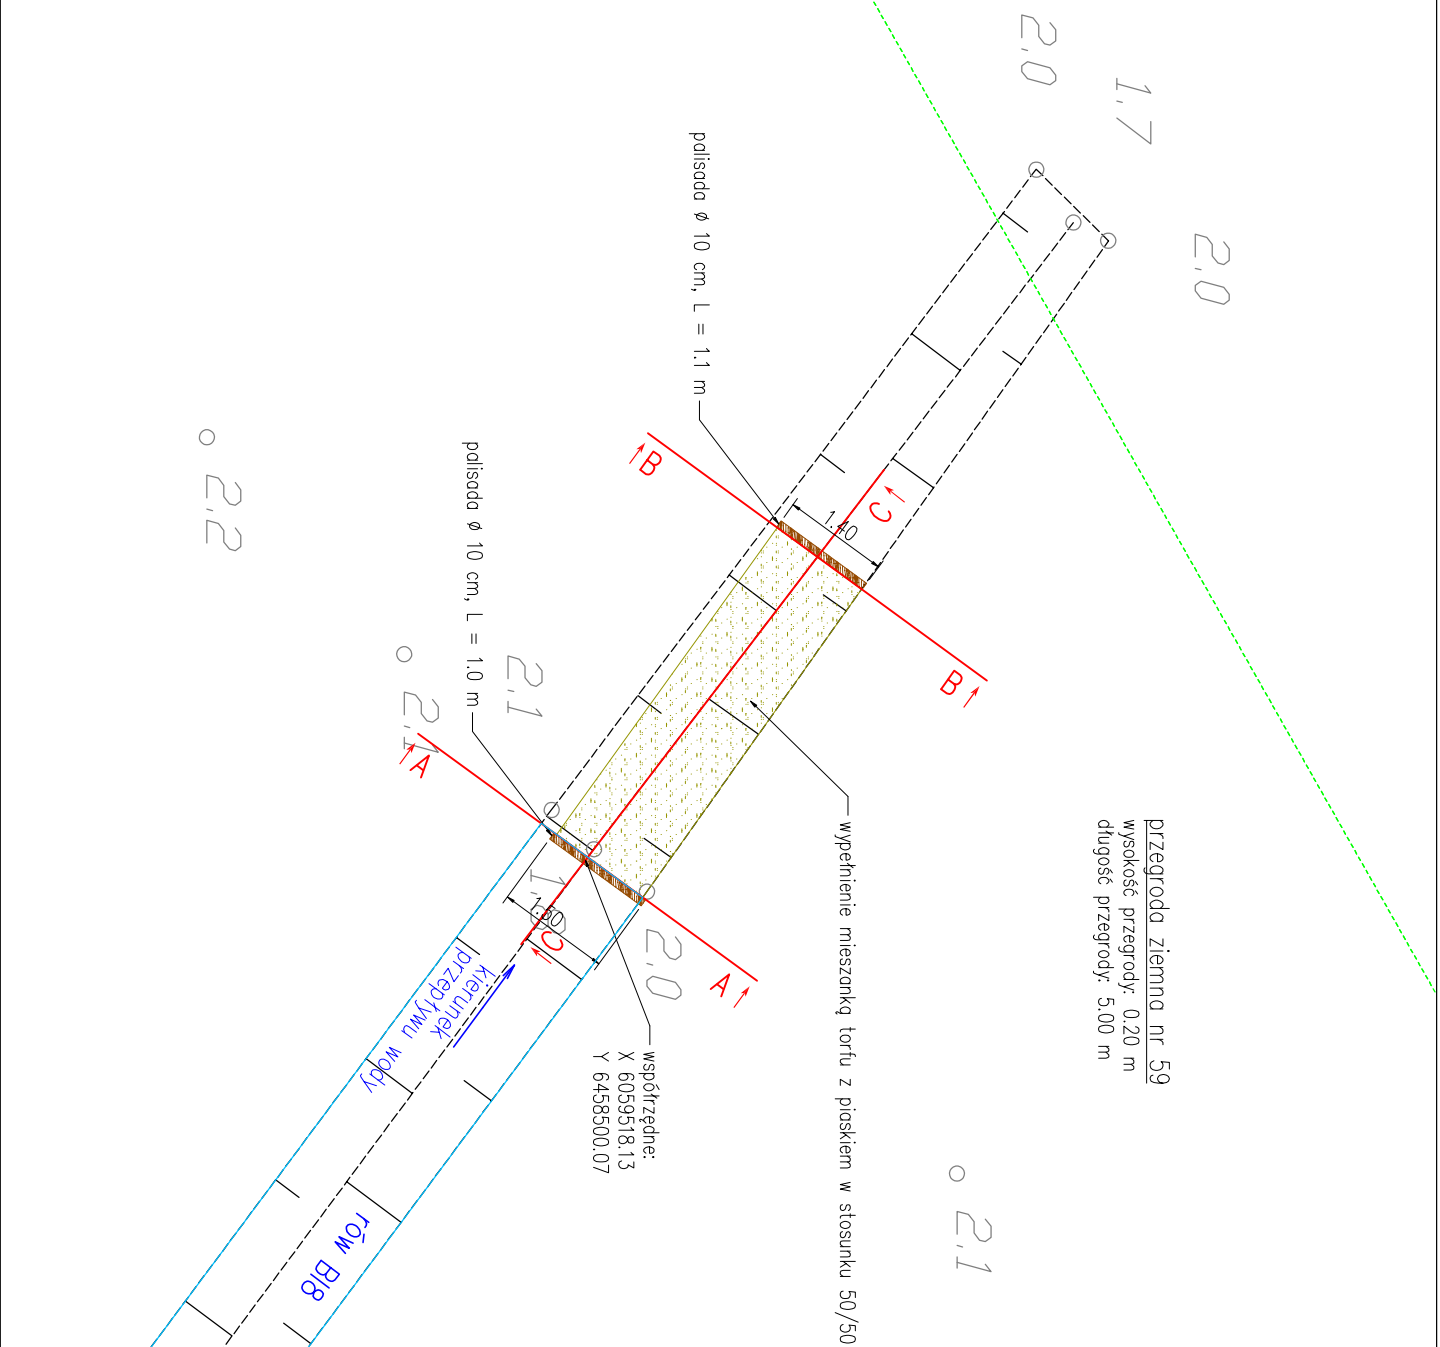 przegroda ziemna nr 59
wysokość przegrody: 0.20 m
długość przegrody: 5.00 m
2.0
1.7
2.0
palisada ø 10 cm, L = 1.1 m
B
B
C
1.40
palisada ø 10 cm, L = 1.0 m
2.2
2.1
2.1
A
A
wypełnienie mieszanką torfu z piaskiem w stosunku 50/50
1.50
C
2.0
współrzędne:
X 6059518.13
Y 6458500.07
kierunek
przepływu wody
rów BI8
2.1